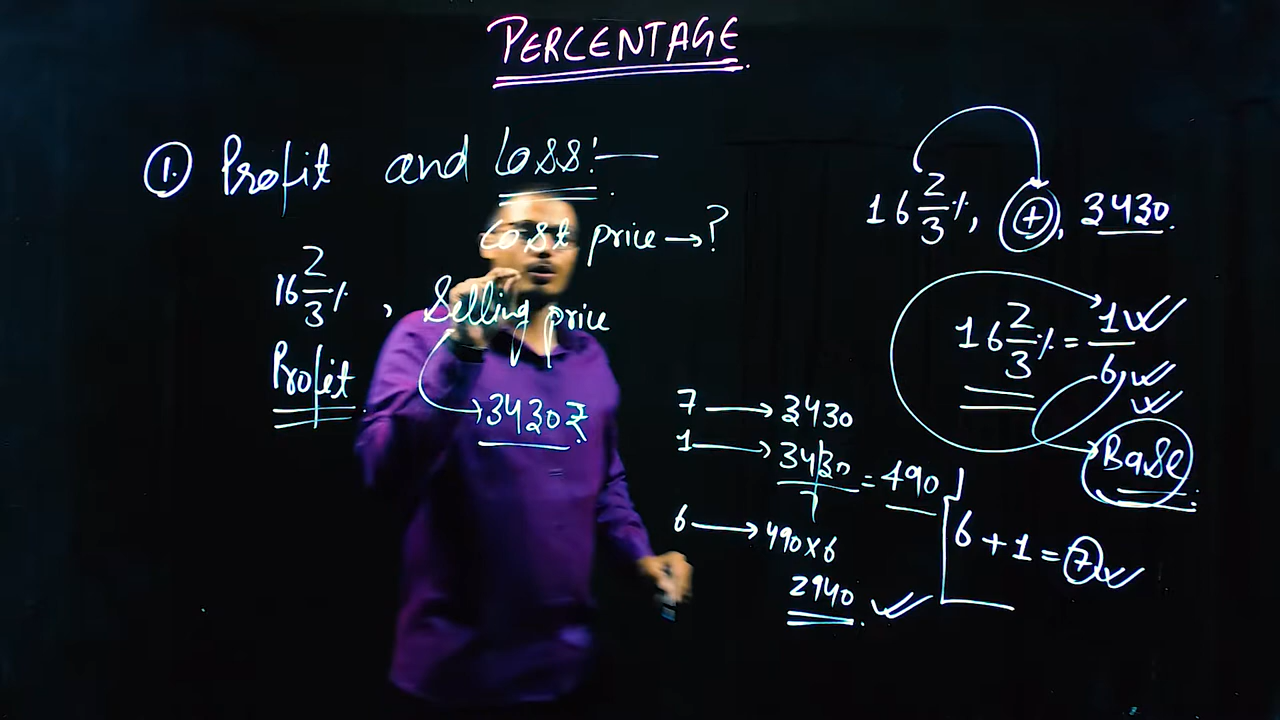 PERCENTAGE.
1. Profit and Loss:—
Cost price → ?
16 2/3 %, Selling price
Profit.
→ 3430 ₹
16 2/3 %, +, 3430.
16 2/3 % = 1/6,
Base.
7 → 3430
1 → 3430/7 = 490
6 → 490 x 6
2940.
6 + 1 = 7